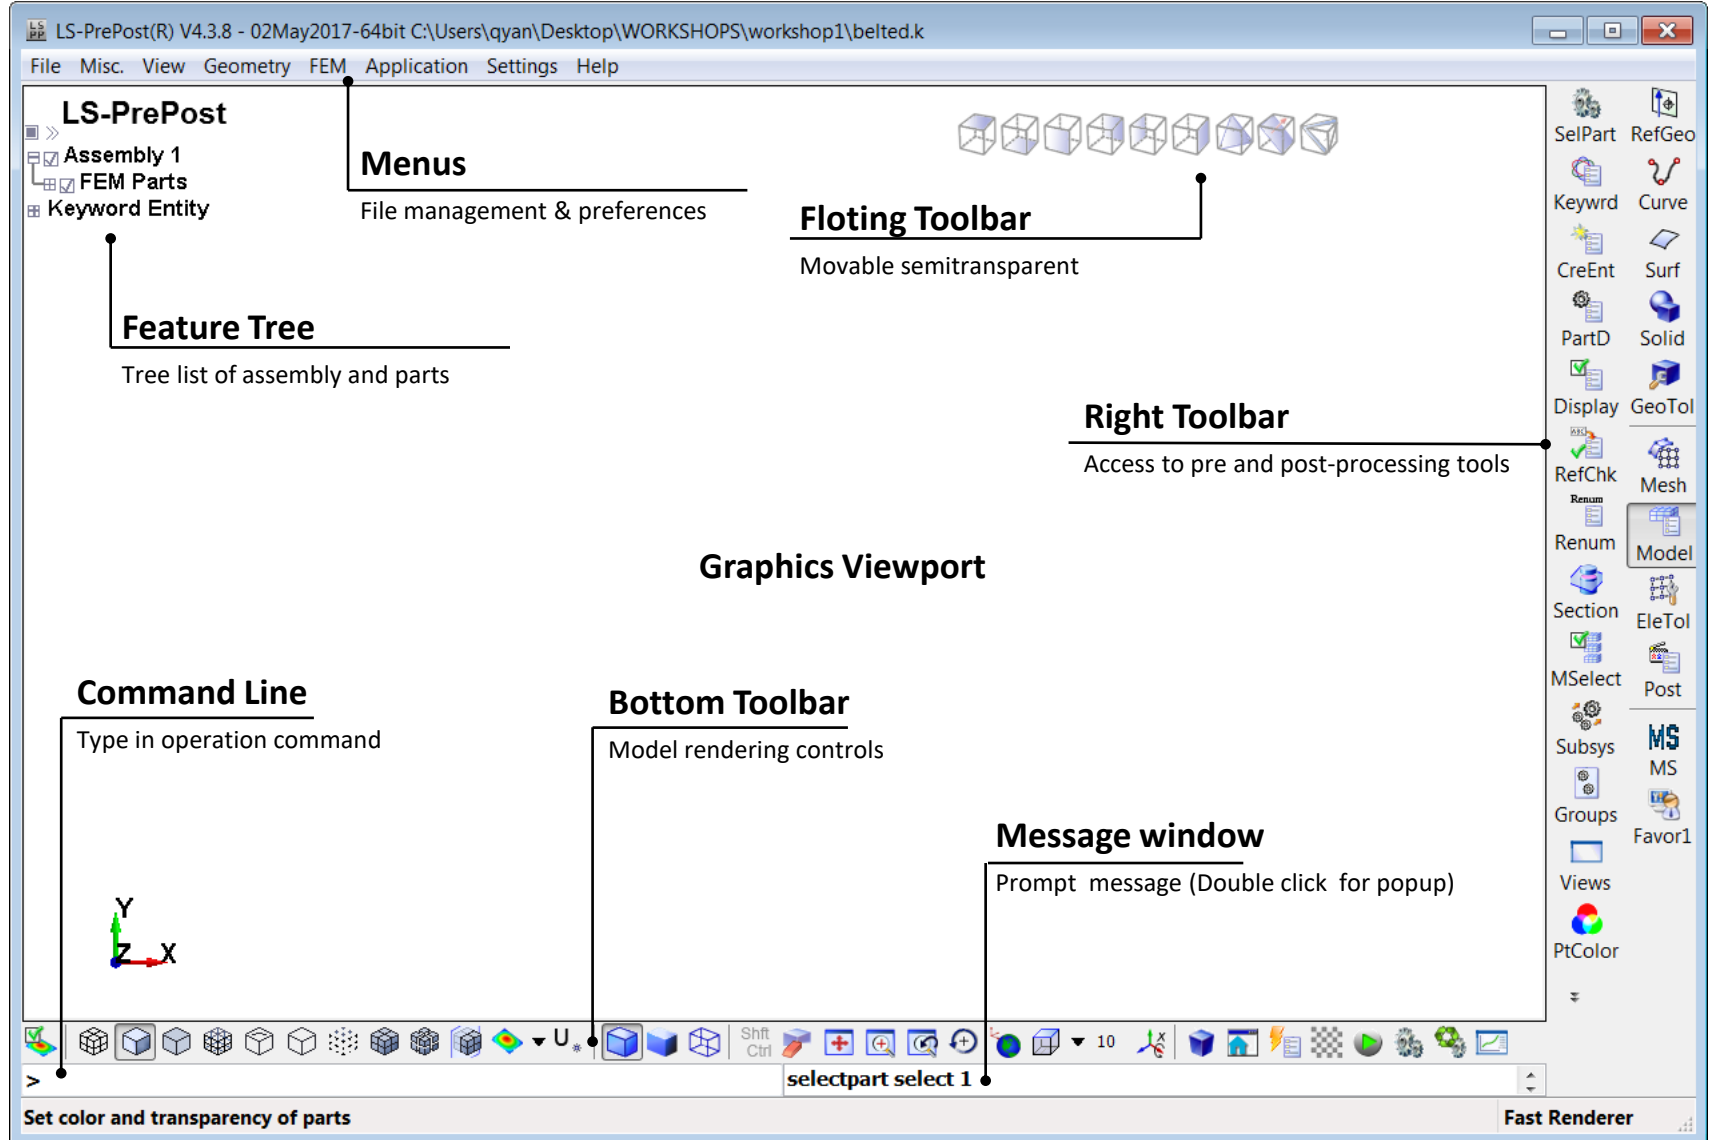 LS-PrePost(R) V4.3.8 - 02May2017-64bit C:\Users\qyan\Desktop\WORKSHOPS\workshop1\belted.k
File Misc. View Geometry FEM Application Settings Help
LS-PrePost
Assembly 1
FEM Parts
Keyword Entity
Menus
File management & preferences
Floting Toolbar
Movable semitransparent
Feature Tree
Tree list of assembly and parts
Right Toolbar
Access to pre and post-processing tools
Graphics Viewport
Command Line
Type in operation command
Bottom Toolbar
Model rendering controls
Message window
Prompt message (Double click for popup)
Y
Z X
SelPart RefGeo
Keywrd Curve
CreEnt Surf
PartD Solid
Display GeoTol
RefChk Mesh
Renum
Renum Model
Section EleTol
MSelect Post
Subsys MS
MS
Groups Favor1
Views
PtColor
U Shft
Ctrl 10
> selectpart select 1
Set color and transparency of parts Fast Renderer